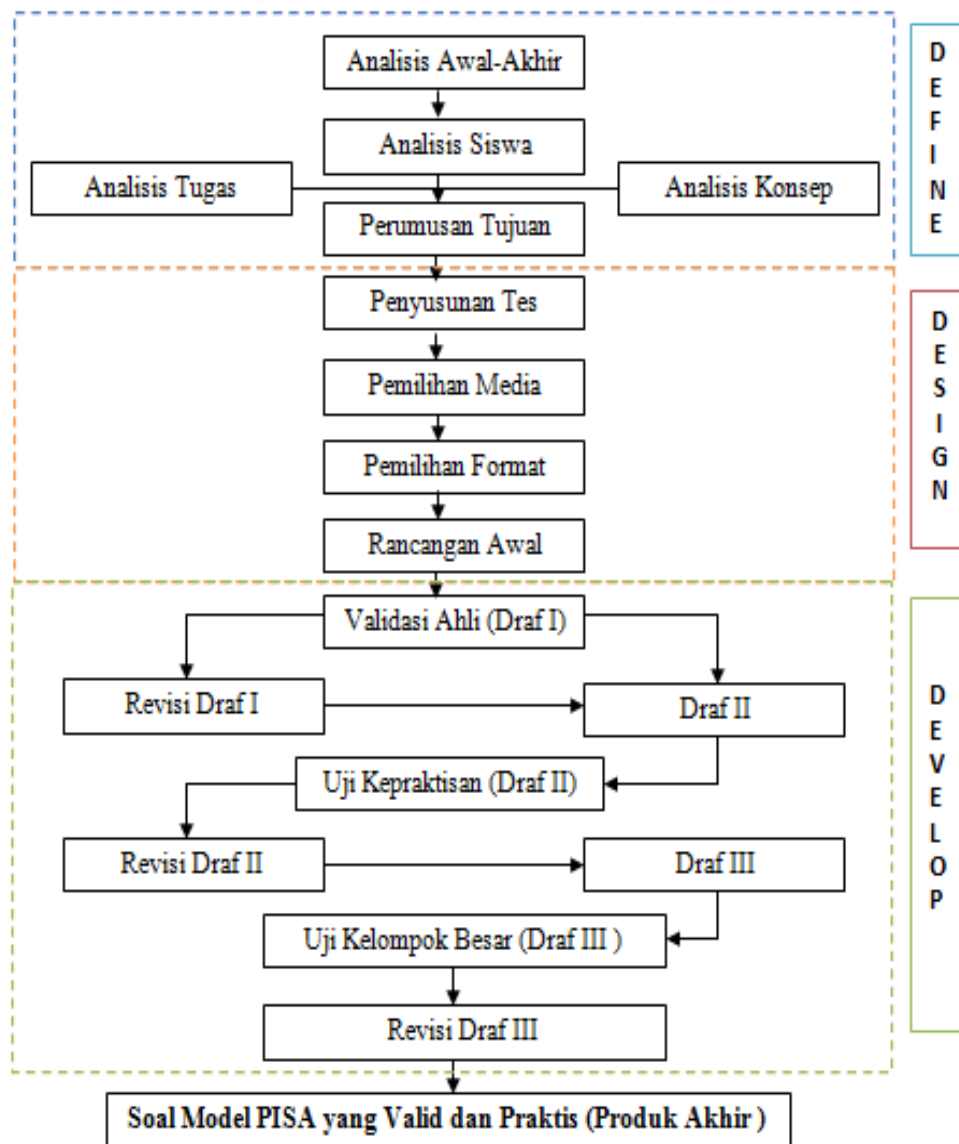 Analisis Awal-Akhir
Analisis Siswa
Analisis Tugas
Analisis Konsep
Perumusan Tujuan
DEFINE
Penyusunan Tes
Pemilihan Media
Pemilihan Format
Rancangan Awal
DESIGN
Validasi Ahli (Draf I)
Revisi Draf I
Draf II
Uji Kepraktisan (Draf II)
Revisi Draf II
Draf III
Uji Kelompok Besar (Draf III )
Revisi Draf III
DEVELOP
Soal Model PISA yang Valid dan Praktis (Produk Akhir )